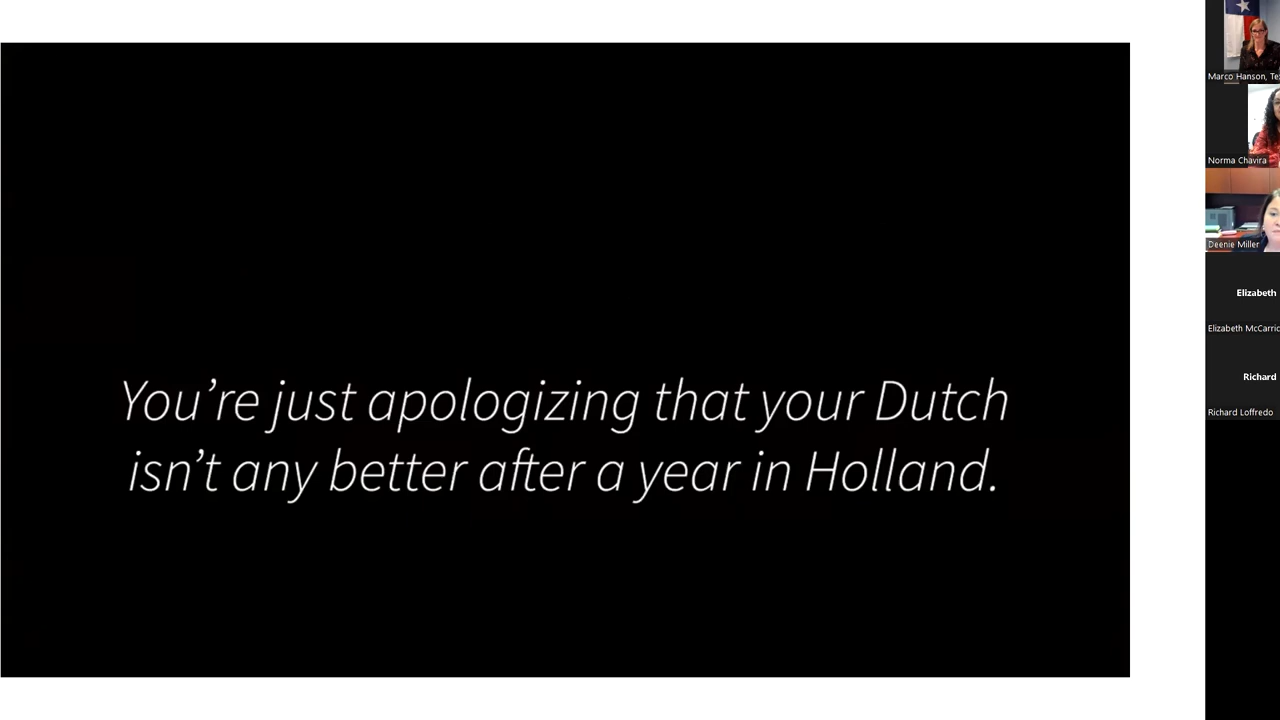 You’re just apologizing that your Dutch
isn’t any better after a year in Holland.
Marco Hanson, Te
Norma Chavira
Deenie Miller
Elizabeth
Elizabeth McCarric
Richard
Richard Loffredo